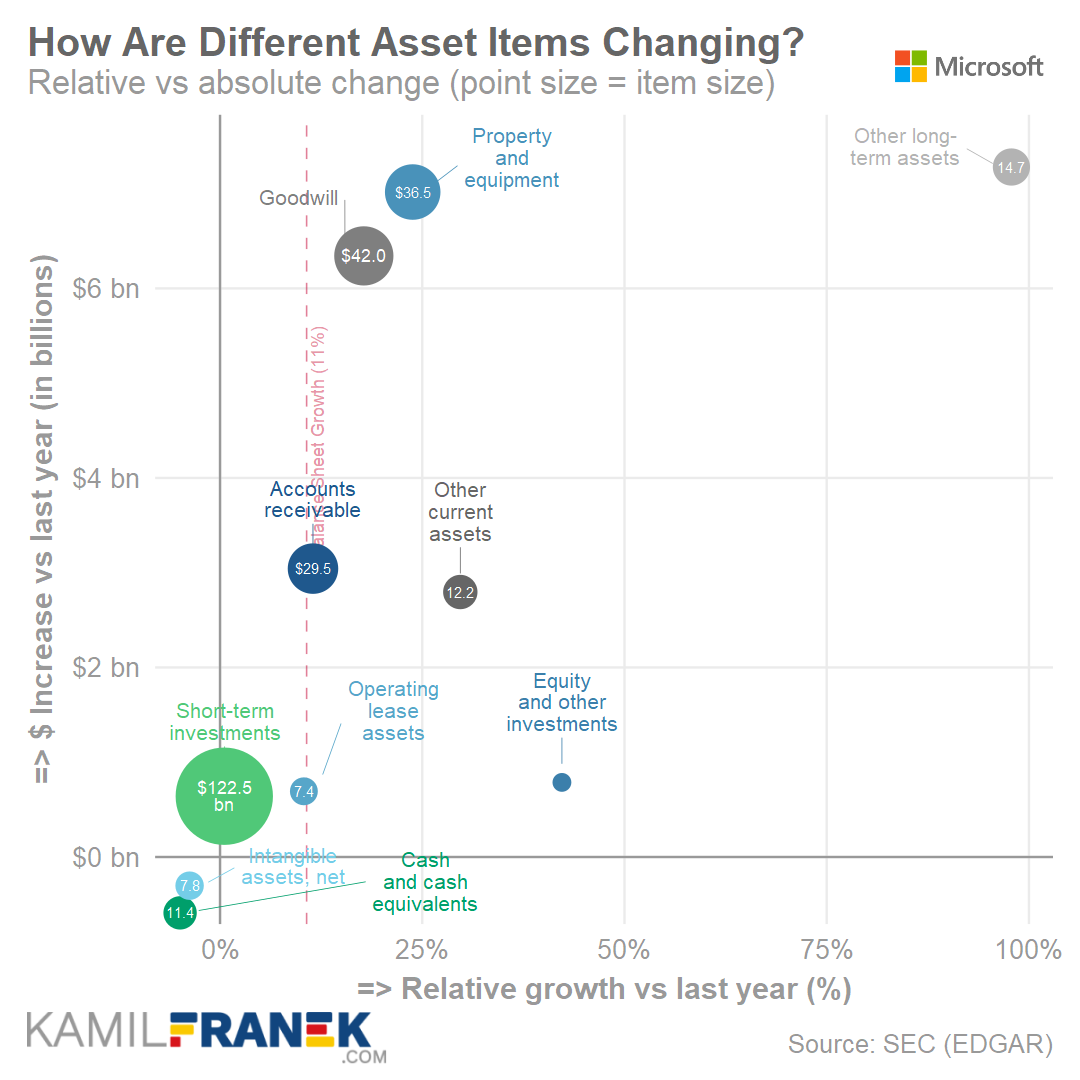 How Are Different Asset Items Changing?
Relative vs absolute change (point size = item size)
Microsoft
Property
and
equipment
Other long-
term assets
14.7
$36.5
Goodwill
$42.0
=> $ Increase vs last year (in billions)
$6 bn
Sheet Growth (11%)
$4 bn
Accounts
receivable
Other
current
assets
$29.5
12.2
$2 bn
Equity
and other
investments
Operating
lease
assets
Short-term
investments
$122.5
bn
7.4
$0 bn
Intangible
assets, net
Cash
and cash
equivalents
7.8
11.4
0%
25%
50%
75%
100%
=> Relative growth vs last year (%)
KAMILFRANEK
.COM
Source: SEC (EDGAR)